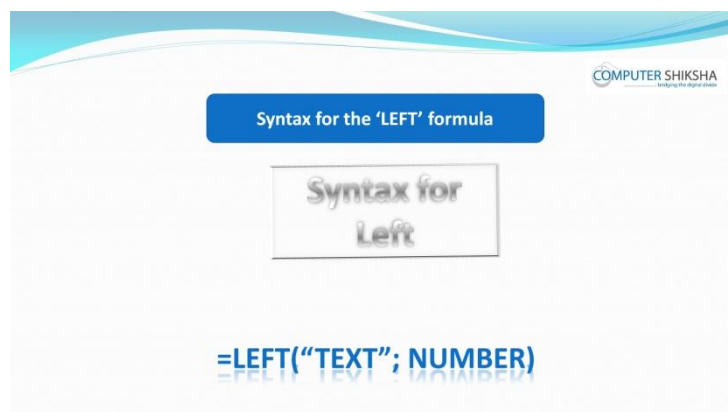 COMPUTER SHIKSHA
bridging the digital divide
Syntax for the ‘LEFT’ formula
Syntax for
Left
=LEFT(“TEXT”; NUMBER)